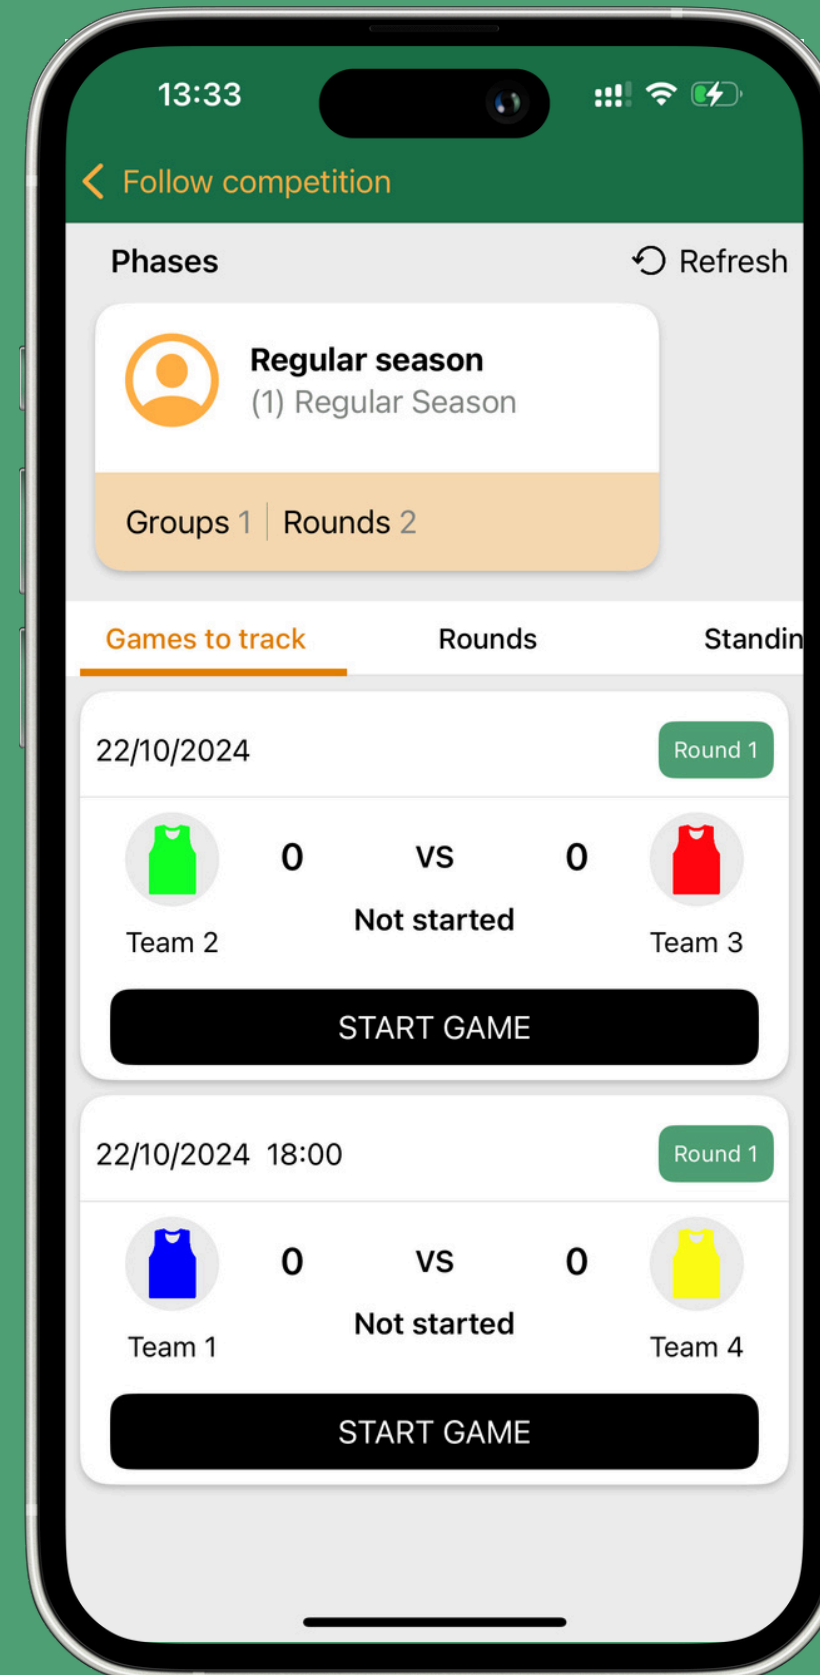 13:33
Follow competition
Phases
Refresh
Regular season
(1) Regular Season
Groups 1 Rounds 2
Games to track Rounds Standin
22/10/2024 Round 1
0 VS 0
Not started
Team 2 Team 3
START GAME
22/10/2024 18:00 Round 1
0 VS 0
Not started
Team 1 Team 4
START GAME